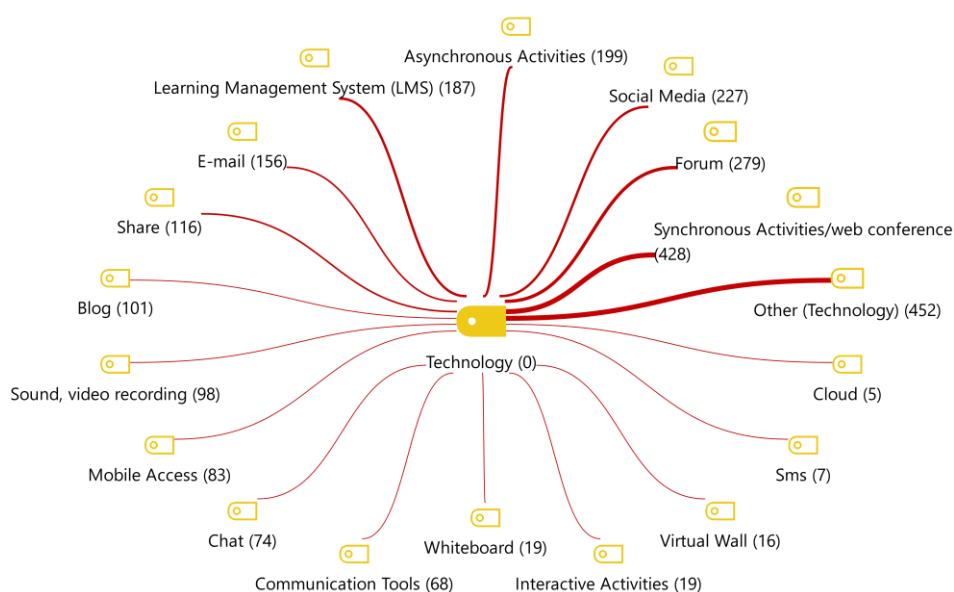 Asynchronous Activities (199)
Learning Management System (LMS) (187)
Social Media (227)
E-mail (156)
Forum (279)
Share (116)
Synchronous Activities/web conference
(428)
Blog (101)
Other (Technology) (452)
Technology (0)
Sound, video recording (98)
Cloud (5)
Mobile Access (83)
Sms (7)
Chat (74)
Whiteboard (19)
Virtual Wall (16)
Communication Tools (68)
Interactive Activities (19)